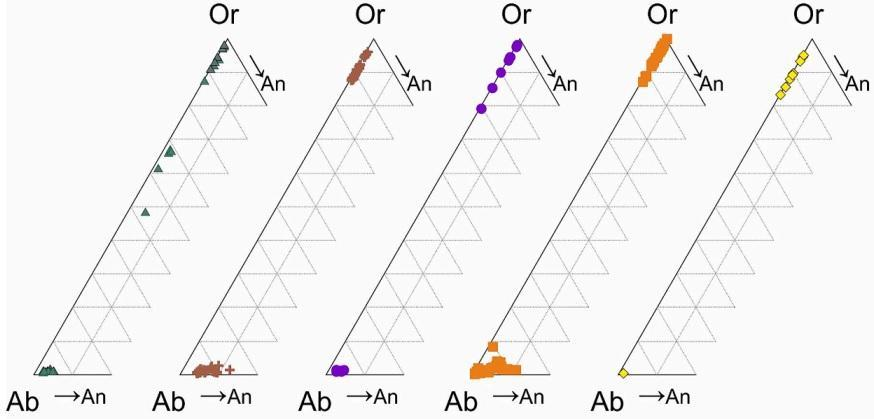 Or Or Or Or Or
An An An An An
Ab →An Ab →An Ab →An Ab →An Ab →An